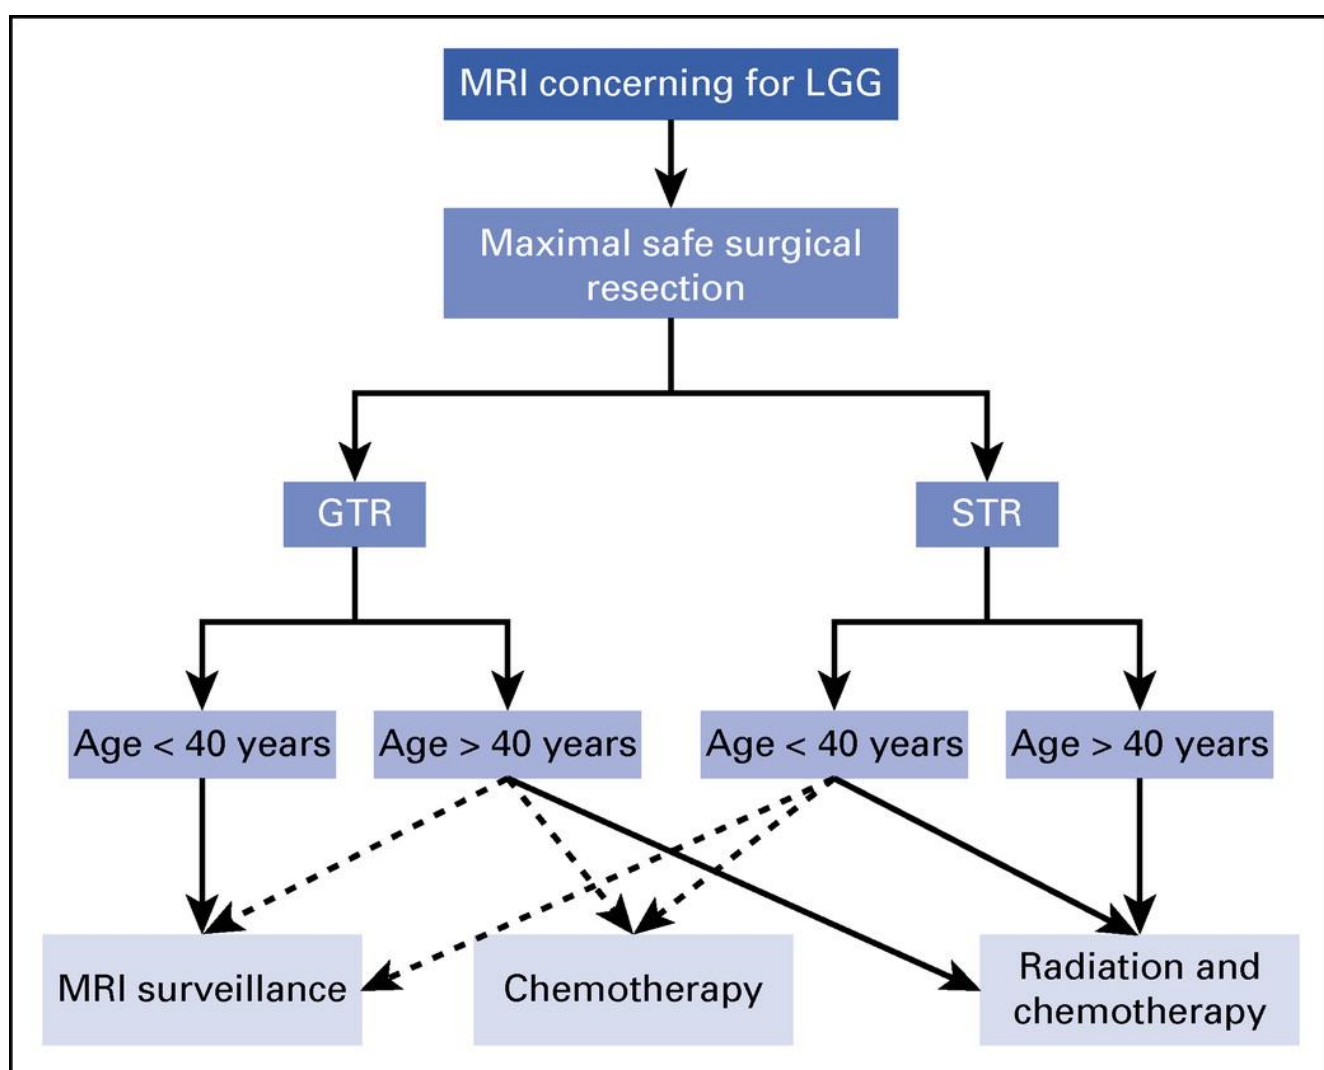 MRI concerning for LGG
Maximal safe surgical
resection
GTR
STR
Age < 40 years
Age > 40 years
Age < 40 years
Age > 40 years
MRI surveillance
Chemotherapy
Radiation and
chemotherapy